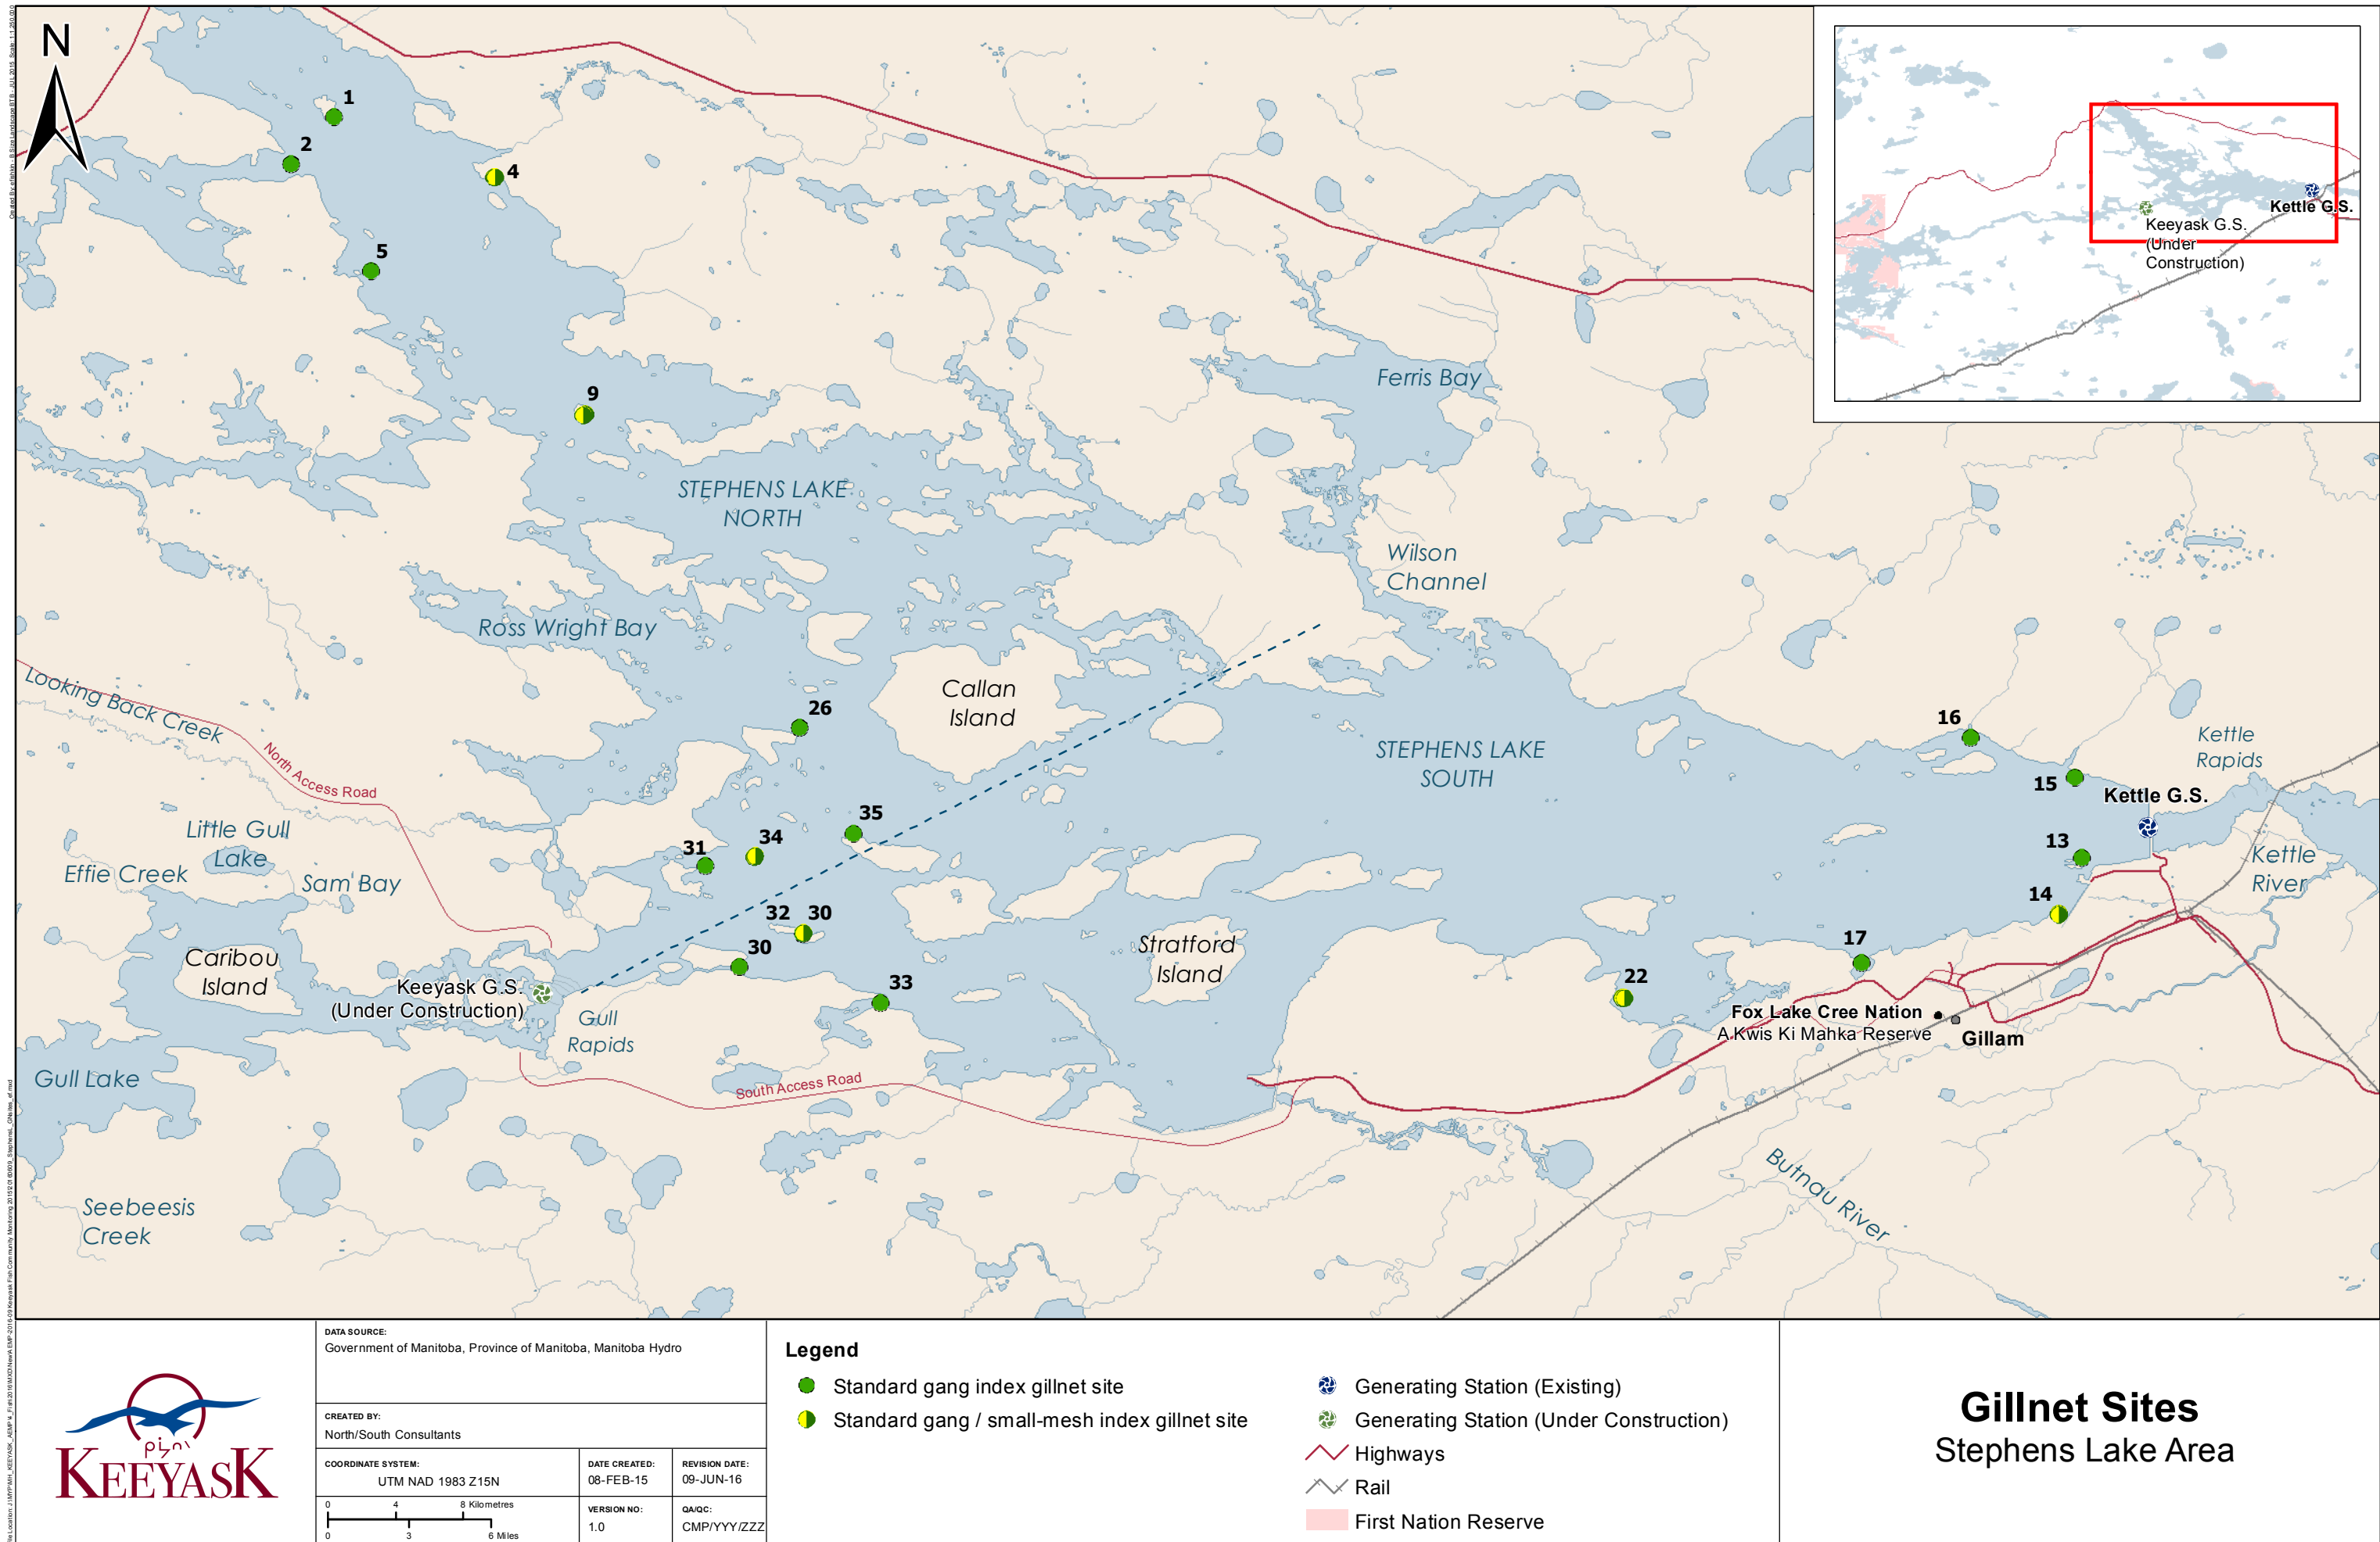 N
1
2
4
5
9
Ferris Bay
STEPHENS LAKE
NORTH
Wilson
Channel
Ross Wright Bay
Callan
Island
26
Looking Back Creek
North Access Road
STEPHENS LAKE
SOUTH
16
15
Kettle
Rapids
Kettle G.S.
13
Kettle
River
14
35
34
31
Little Gull
Lake
Effie Creek
Sam Bay
32
30
30
33
Stratford
Island
17
22
Caribou
Island
Keeyask G.S.
(Under Construction)
Gull
Rapids
Fox Lake Cree Nation
A Kwis Ki Mahka Reserve
Gillam
Gull Lake
South Access Road
Seebeesis
Creek
Butnau River
Kettle G.S.
Keeyask G.S.
(Under
Construction)
KEEYASK
DATA SOURCE:
Government of Manitoba, Province of Manitoba, Manitoba Hydro
CREATED BY:
North/South Consultants
COORDINATE SYSTEM:
UTM NAD 1983 Z15N
DATE CREATED:
08-FEB-15
REVISION DATE:
09-JUN-16
0 4 8 Kilometres
0 3 6 Miles
VERSION NO:
1.0
QA/QC:
CMP/YYY/ZZZ
Legend
Standard gang index gillnet site
Standard gang / small-mesh index gillnet site
Generating Station (Existing)
Generating Station (Under Construction)
Highways
Rail
First Nation Reserve
Gillnet Sites
Stephens Lake Area